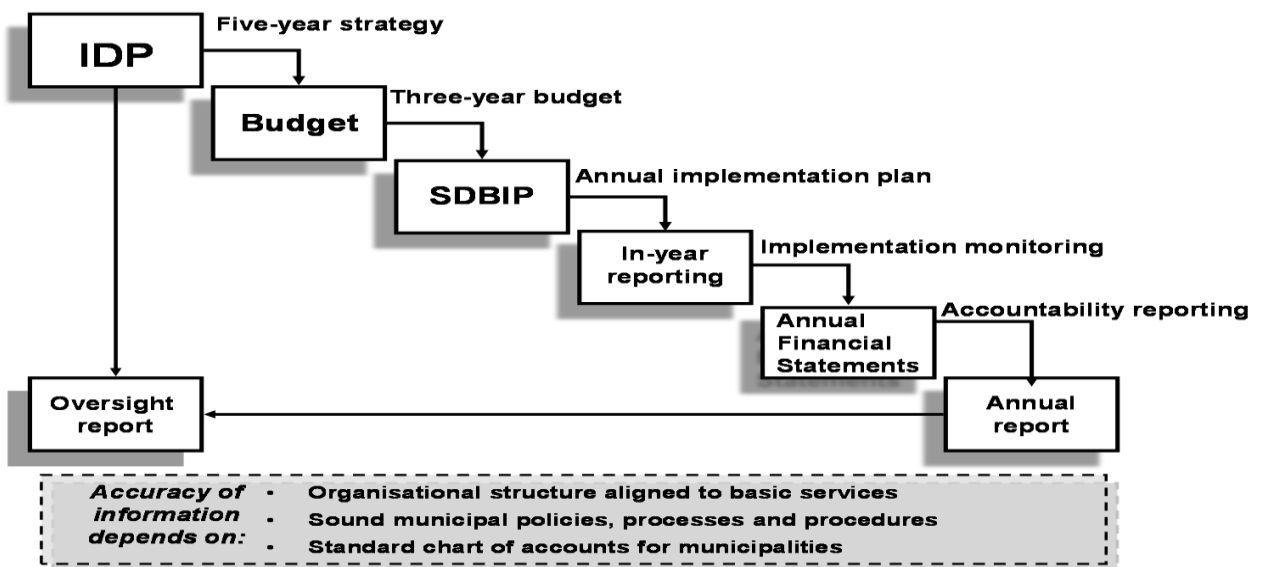 Five-year strategy
IDP
Three-year budget
Budget
Annual implementation plan
SDBIP
Implementation monitoring
In-year
reporting
Accountability reporting
Annual
Financial
Statements
Oversight
report
Annual
report
Accuracy of
information
depends on:
• Organisational structure aligned to basic services
• Sound municipal policies, processes and procedures
• Standard chart of accounts for municipalities